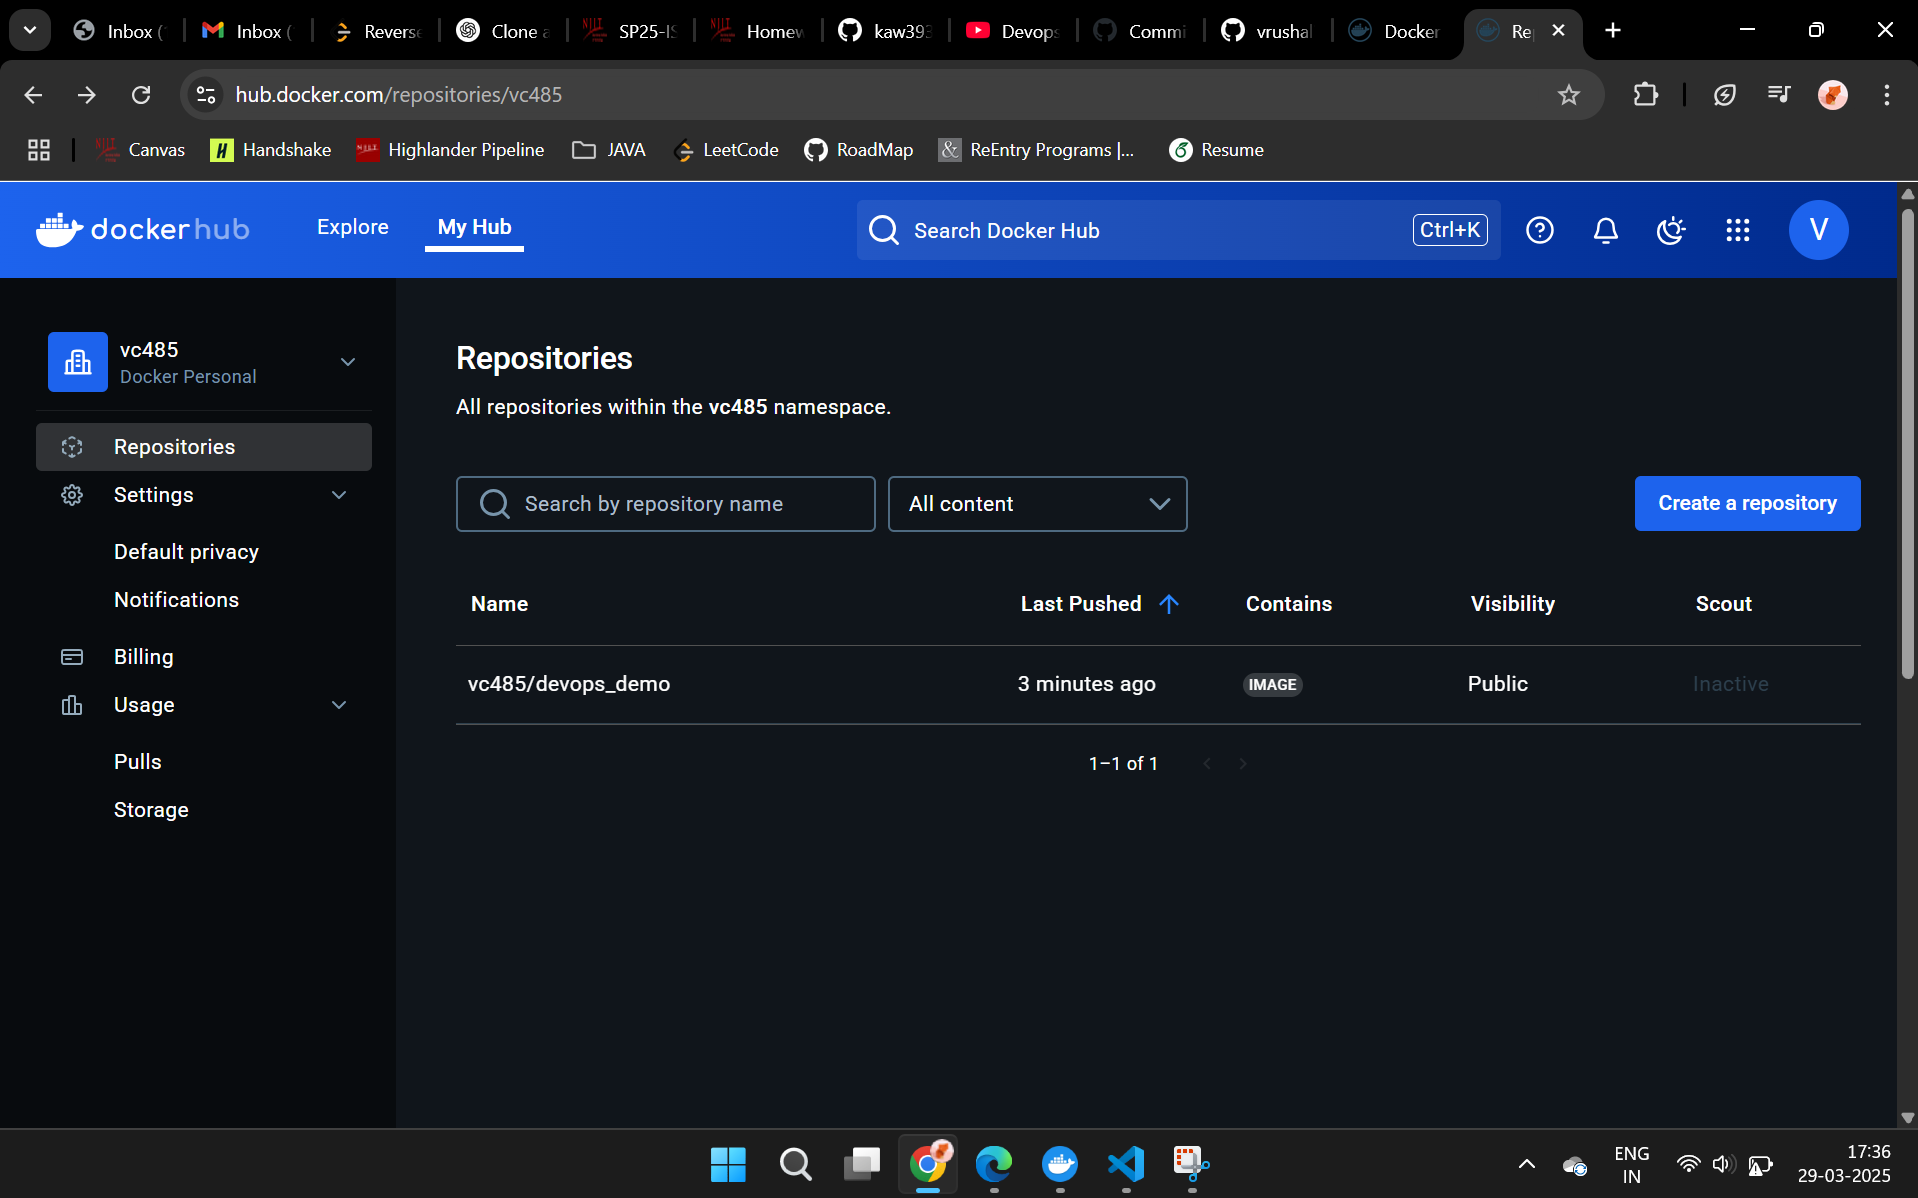 Inbox (
Inbox (
Reverse
Clone a
SP25-IS
Homew
kaw393
Devops
Commi
vrushal
Docker
Re
hub.docker.com/repositories/vc485
Canvas
Handshake
Highlander Pipeline
JAVA
LeetCode
RoadMap
ReEntry Programs |...
Resume
dockerhub
Explore
My Hub
Search Docker Hub
Ctrl+K
V
vc485
Docker Personal
Repositories
Settings
Default privacy
Notifications
Billing
Usage
Pulls
Storage
Repositories
All repositories within the vc485 namespace.
Search by repository name
All content
Create a repository
Name Last Pushed Contains Visibility Scout
vc485/devops_demo 3 minutes ago IMAGE Public Inactive
1–1 of 1
ENG
IN
17:36
29-03-2025